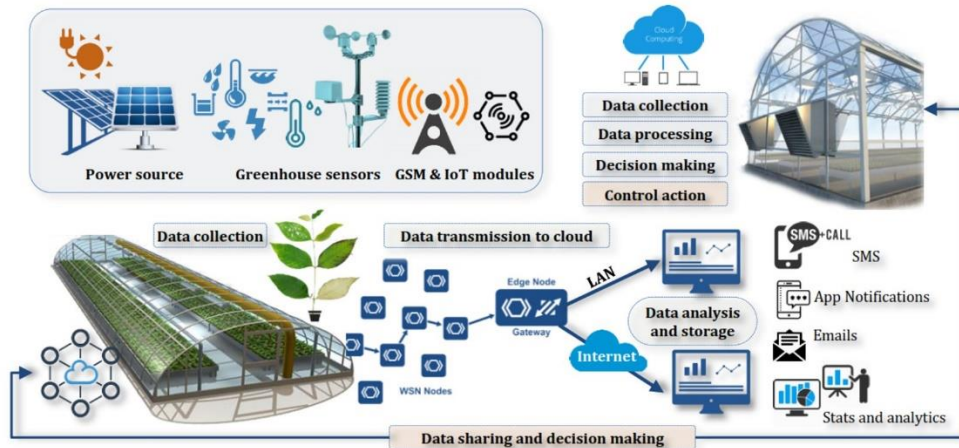 Cloud
Computing
Data collection
Data processing
Decision making
Control action
Power source
Greenhouse sensors
GSM & IoT modules
Data collection
Data transmission to cloud
Edge Node
Gateway
WSN Nodes
LAN
Internet
Data analysis
and storage
SMS+CALL
SMS
App Notifications
Emails
Stats and analytics
Data sharing and decision making